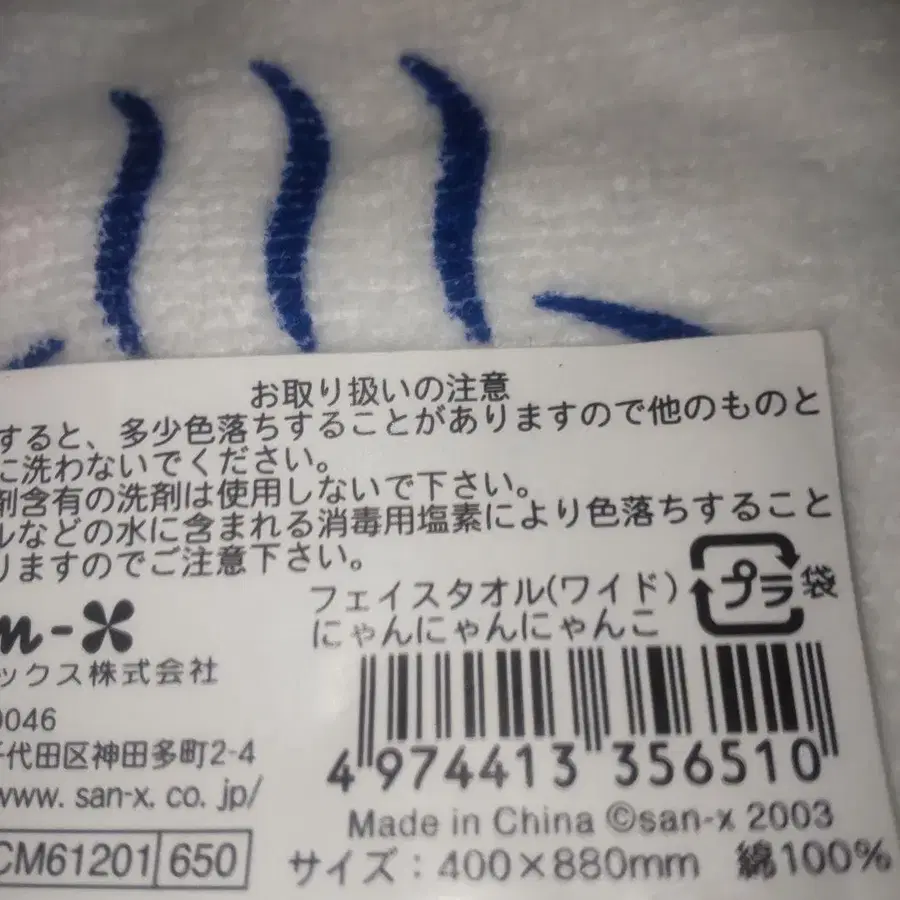 お取り扱いの注意
すると、多少色落ちすることがありますので他のものと
に洗わないでください。
剤含有の洗剤は使用しないで下さい。
ルなどの水に含まれる消毒用塩素により色落ちすること
りますのでご注意下さい。
フェイスタオル(ワイド)
にゃんにゃんにゃんこ
プラ 袋
n-x
ックス株式会社
0046
千代田区神田多町2-4
www. san-x. co. jp/
CM61201 650
4 974413 356510
Made in China ©san-x 2003
サイズ：400×880mm 綿100%